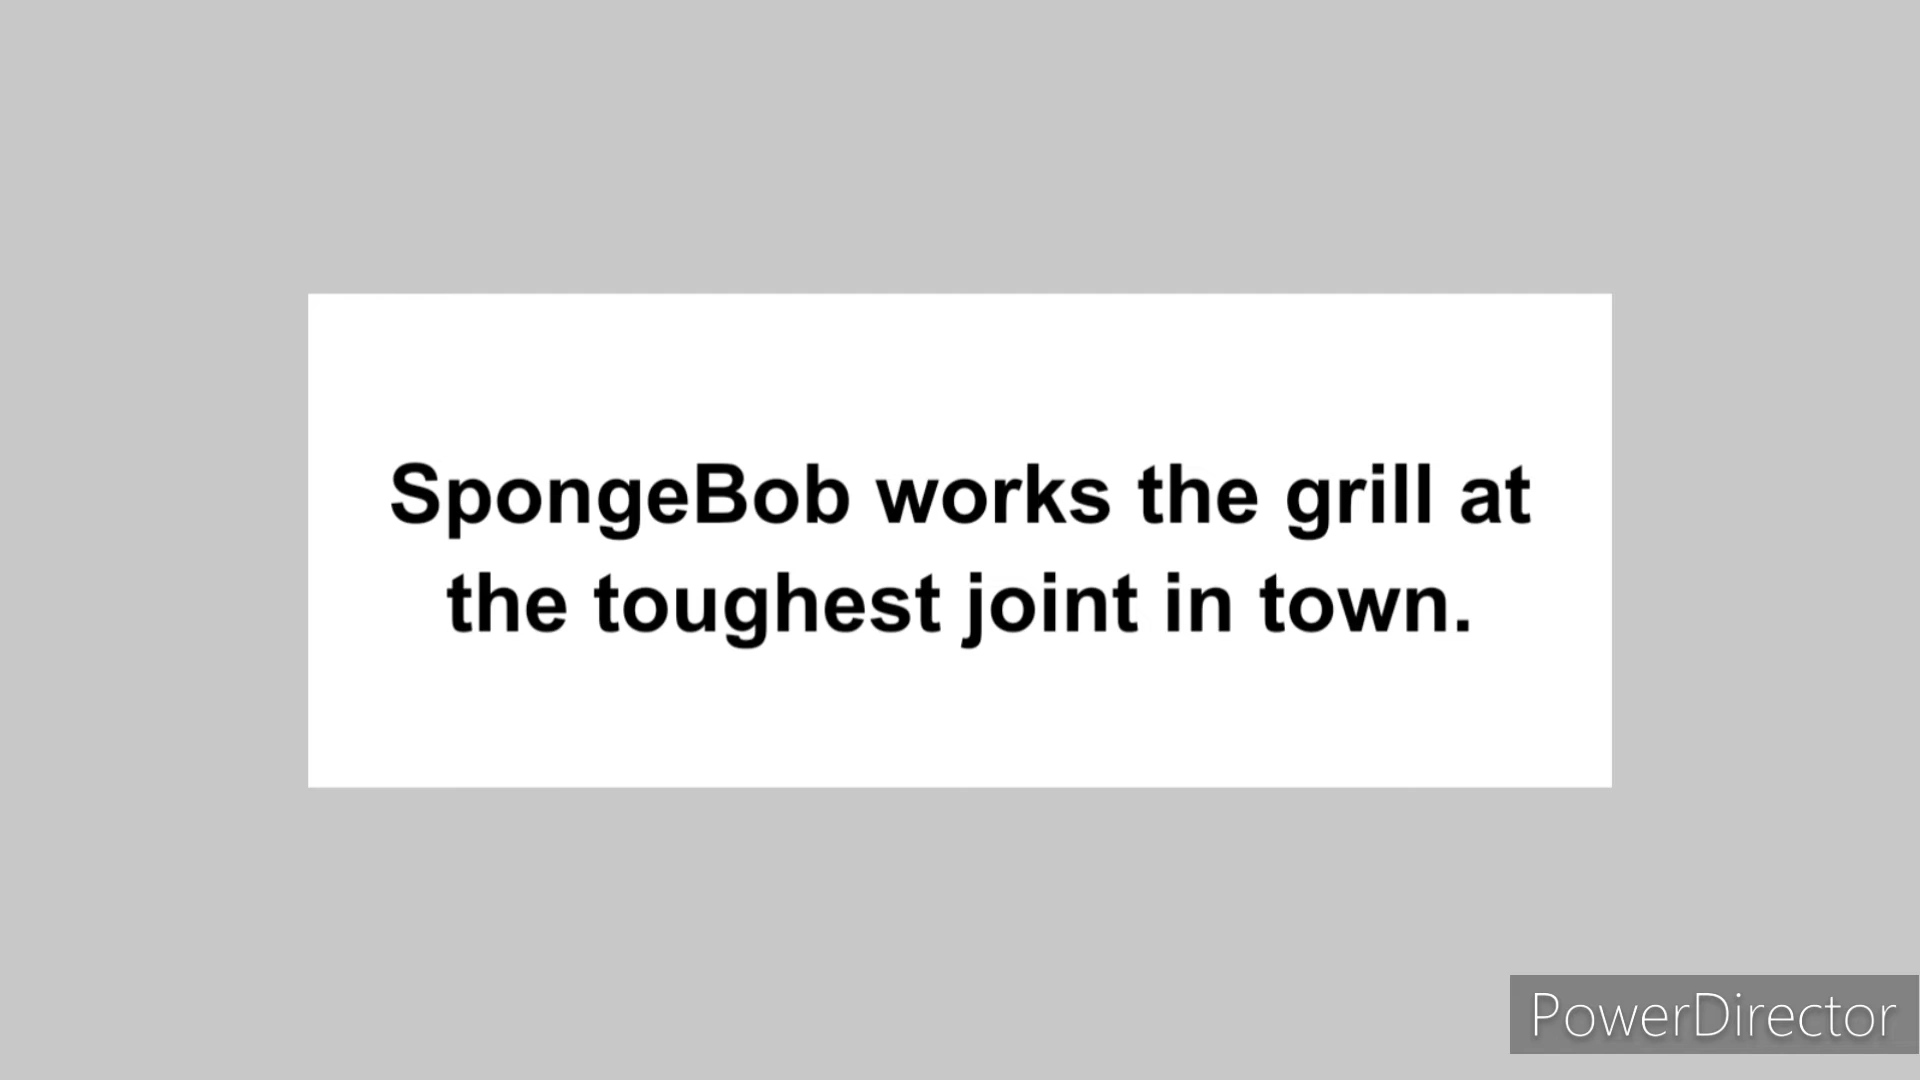 SpongeBob works the grill at
the toughest joint in town.
PowerDirector